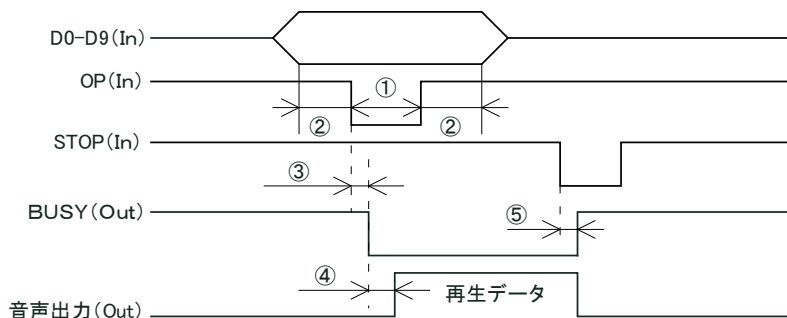 D0-D9(In)
OP(In)
①
②
②
STOP(In)
③
BUSY(Out)
⑤
④
再生データ
音声出力(Out)